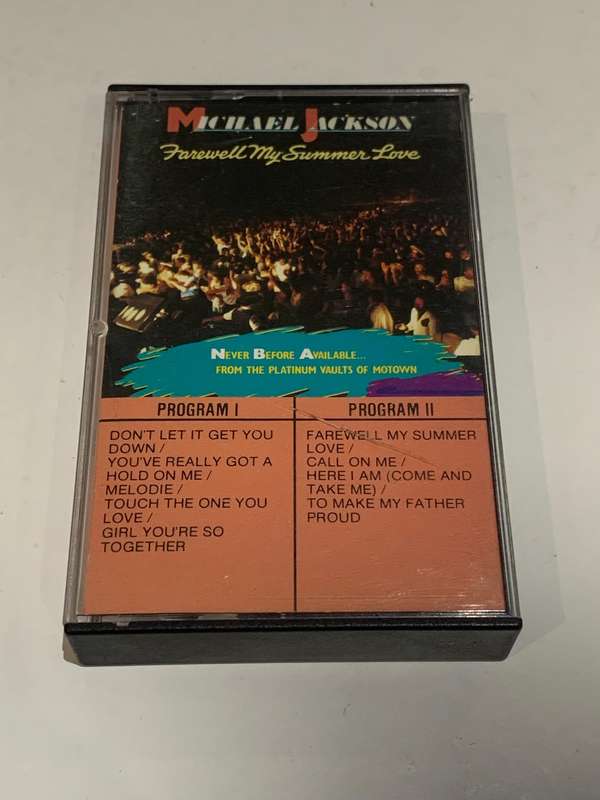 MICHAEL JACKSON
Farewell My Summer Love
NEVER BEFORE AVAILABLE...
FROM THE PLATINUM VAULTS OF MOTOWN
PROGRAM I
DON'T LET IT GET YOU
DOWN /
YOU'VE REALLY GOT A
HOLD ON ME /
MELODIE /
TOUCH THE ONE YOU
LOVE /
GIRL YOU'RE SO
TOGETHER
PROGRAM II
FAREWELL MY SUMMER
LOVE /
CALL ON ME /
HERE I AM (COME AND
TAKE ME) /
TO MAKE MY FATHER
PROUD